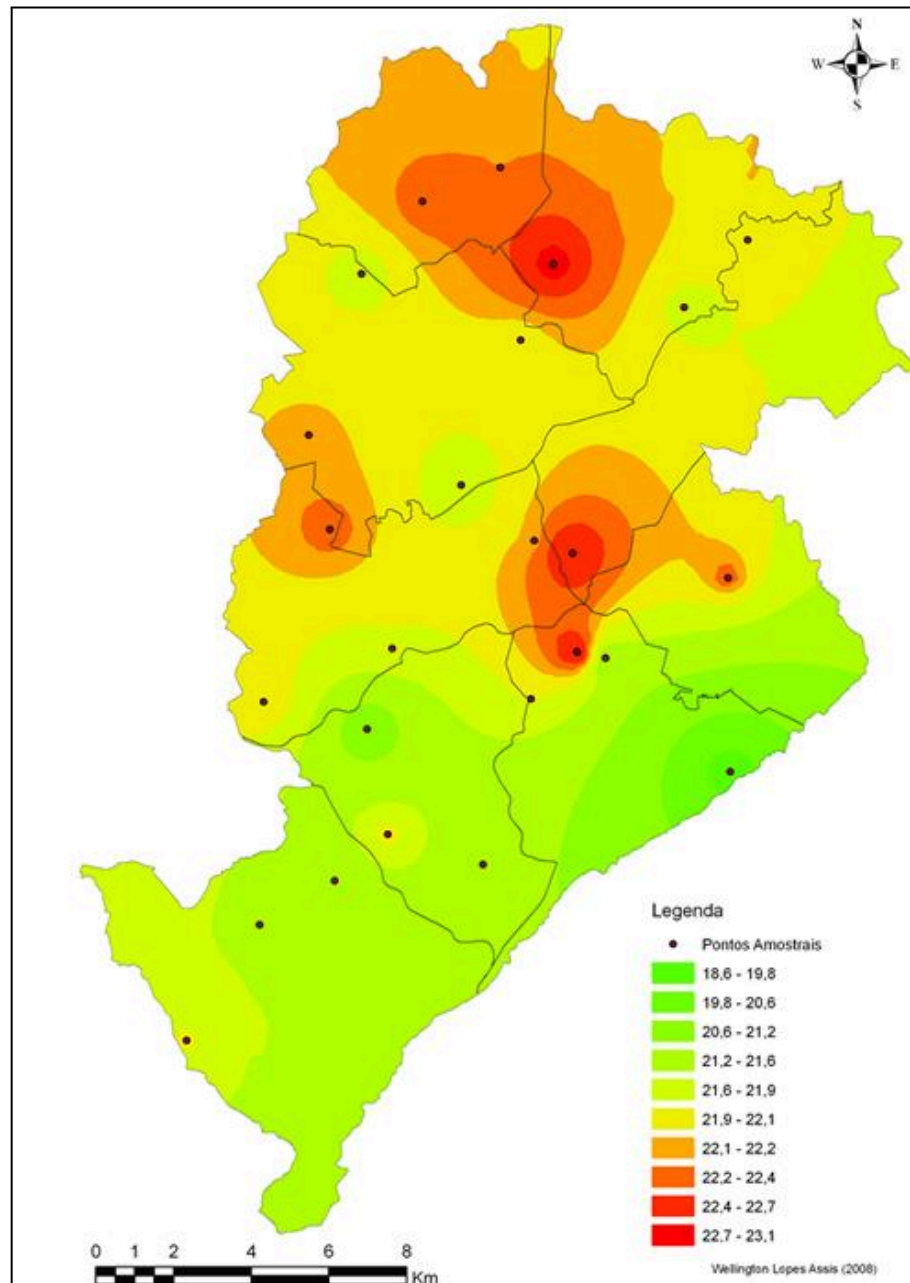 N
W E
S
Legenda
Pontos Amostrais
18,6 - 19,8
19,8 - 20,6
20,6 - 21,2
21,2 - 21,6
21,6 - 21,9
21,9 - 22,1
22,1 - 22,2
22,2 - 22,4
22,4 - 22,7
22,7 - 23,1
0 1 2 4 6 8
Km
Wellington Lopes Assis (2008)